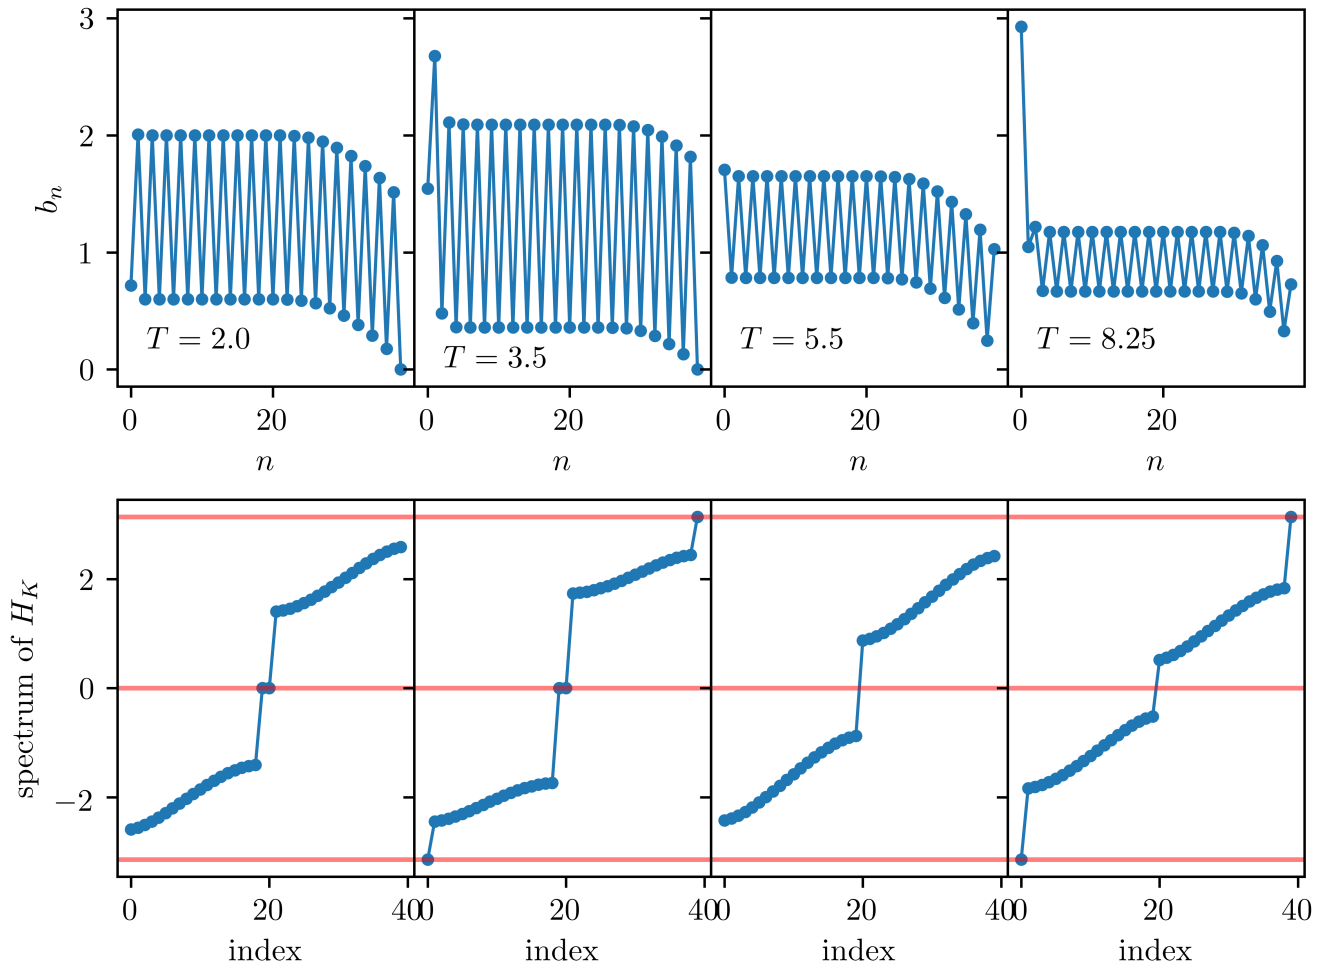 3
2
1
0
b_n
T = 2.0
T = 3.5
T = 5.5
T = 8.25
0 20 0 20 0 20 0 20
n n n n
2
0
−2
spectrum of H_K
0 20 40 0 20 40 0 20 40 0 20 40
index index index index